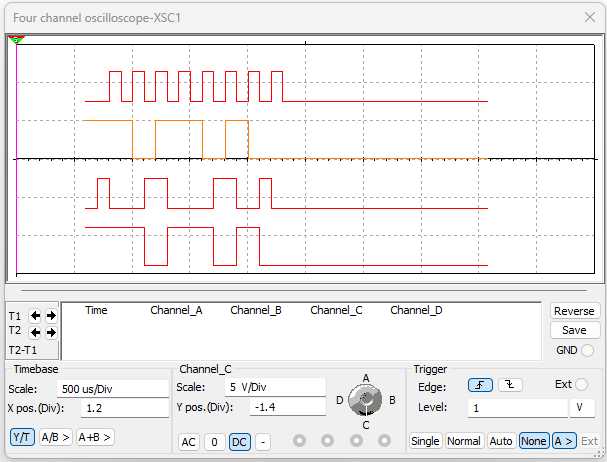 Four channel oscilloscope-XSC1
Time Channel_A Channel_B Channel_C Channel_D
T1
T2
T2-T1
Reverse
Save
GND
Timebase
Scale: 500 us/Div
X pos.(Div): 1.2
Y/T A/B > A+B >
Channel_C
Scale: 5 V/Div
Y pos.(Div): -1.4
AC 0 DC -
A
D B
C
Trigger
Edge: Ext
Level: 1 V
Single Normal Auto None A > Ext